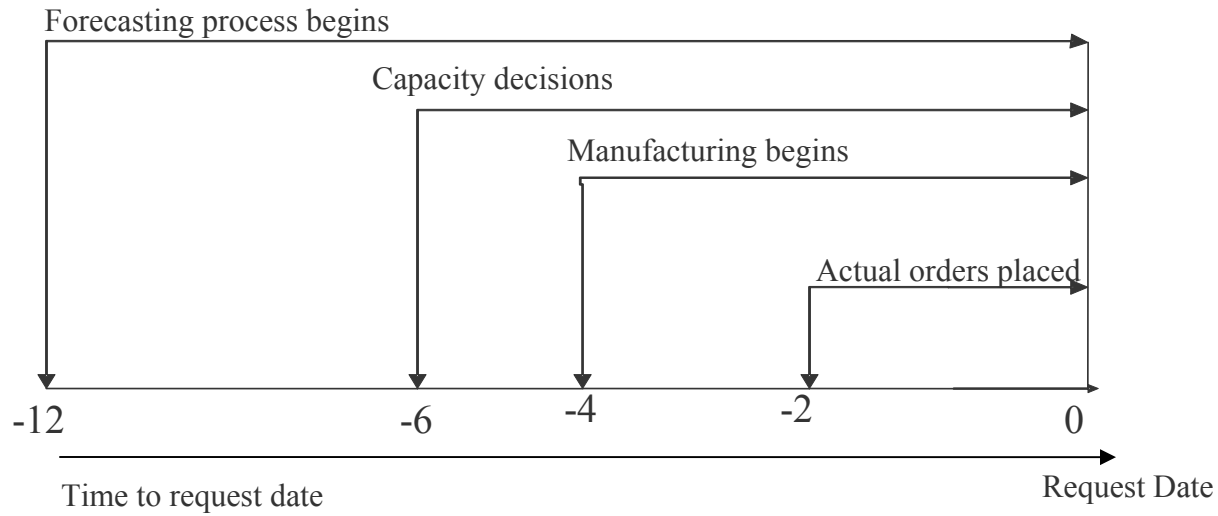 Forecasting process begins
Capacity decisions
Manufacturing begins
Actual orders placed
-12
-6
-4
-2
0
Time to request date
Request Date